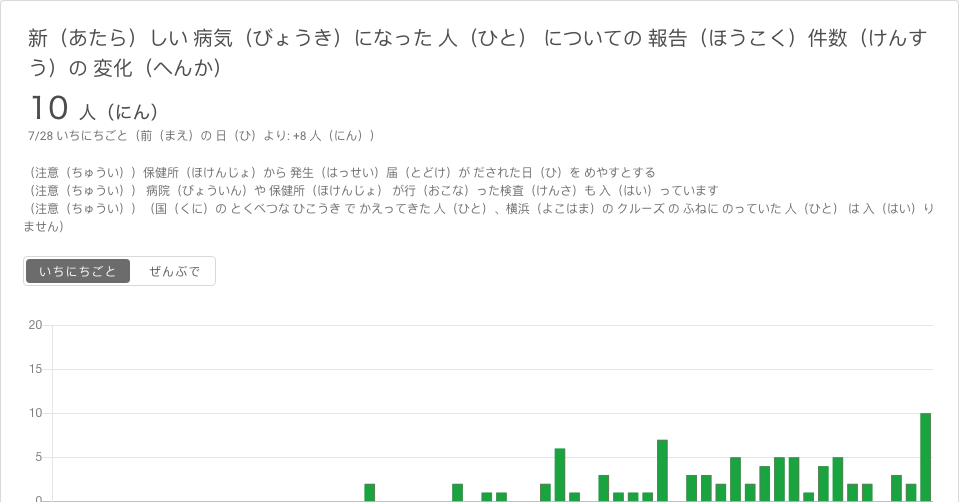 新（あたら）しい 病気（びょうき）になった 人（ひと） についての 報告（ほうこく）件数（けんす
う）の 変化（へんか）
10 人（にん）
7/28 いちにちごと（前（まえ）の 日（ひ）より: +8 人（にん））
（注意（ちゅうい））保健所（ほけんじょ）から 発生（はっせい）届（とどけ）が だされた日（ひ）を めやすとする
（注意（ちゅうい）） 病院（びょういん）や 保健所（ほけんじょ） が行（おこな）った検査（けんさ）も 入（はい）っています
（注意（ちゅうい））（国（くに）の とくべつな ひこうき で かえってきた 人（ひと）、横浜（よこはま）の クルーズ の ふねに のっていた 人（ひと） は 入（はい）り
ません）
いちにちごと ぜんぶで
20
15
10
5
0